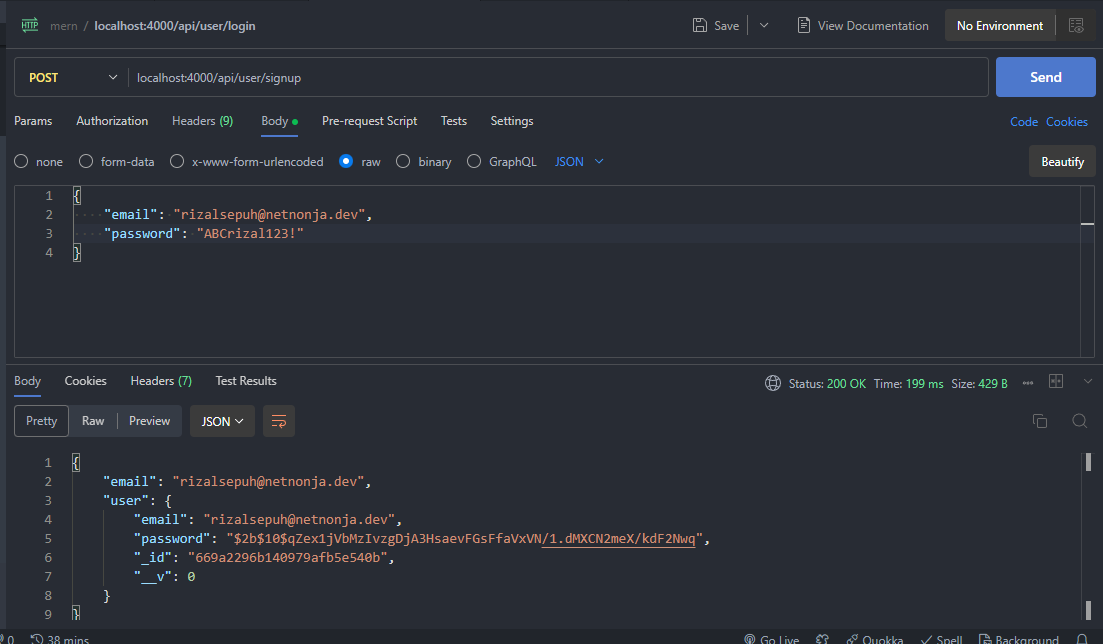 HTTP mern / localhost:4000/api/user/login Save View Documentation No Environment
POST localhost:4000/api/user/signup Send
Params Authorization Headers (9) Body Pre-request Script Tests Settings Code Cookies
none form-data x-www-form-urlencoded raw binary GraphQL JSON Beautify
1 {
2 "email": "rizalsepuh@netnonja.dev",
3 "password": "ABCrizal123!"
4 }
Body Cookies Headers (7) Test Results Status: 200 OK Time: 199 ms Size: 429 B
Pretty Raw Preview JSON
1 {
2 "email": "rizalsepuh@netnonja.dev",
3 "user": {
4 "email": "rizalsepuh@netnonja.dev",
5 "password": "$2b$10$qZex1jVbMzIvzgDjA3HsaevFGsFfaVxVN/1.dMXCN2meX/kdF2Nwq",
6 "_id": "669a2296b140979afb5e540b",
7 "__v": 0
8 }
9 }
0 38 mins Go Live Quokka Spell Background